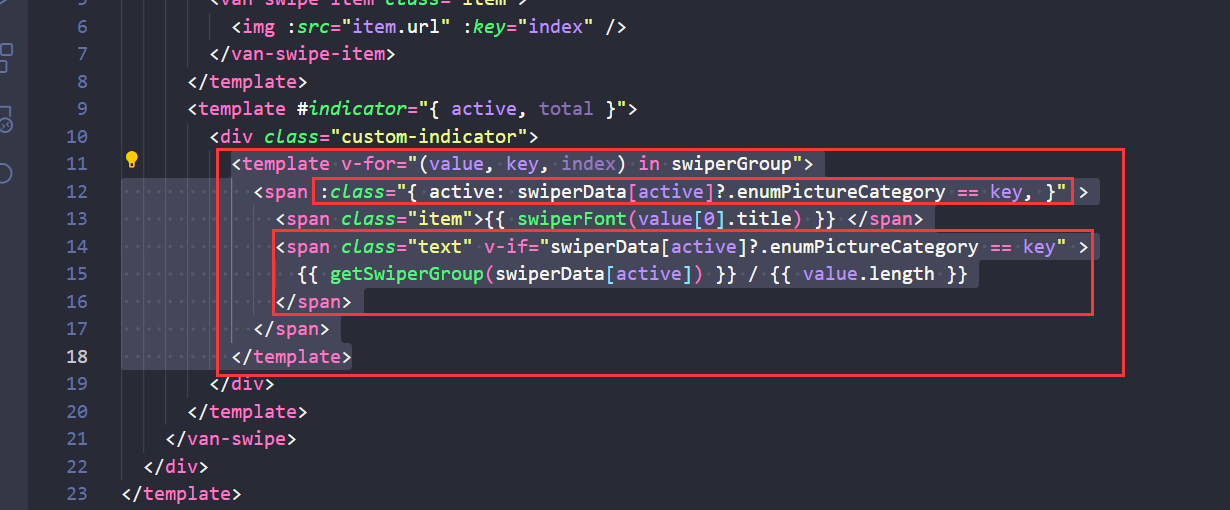 5 <van-swipe-item class="item">
6 <img :src="item.url" :key="index" />
7 </van-swipe-item>
8 </template>
9 <template #indicator="{ active, total }">
10 <div class="custom-indicator">
11 <template v-for="(value, key, index) in swiperGroup">
12 <span :class="{ active: swiperData[active]?.enumPictureCategory == key, }" >
13 <span class="item">{{ swiperFont(value[0].title) }} </span>
14 <span class="text" v-if="swiperData[active]?.enumPictureCategory == key" >
15 {{ getSwiperGroup(swiperData[active]) }} / {{ value.length }}
16 </span>
17 </span>
18 </template>
19 </div>
20 </template>
21 </van-swipe>
22 </div>
23 </template>